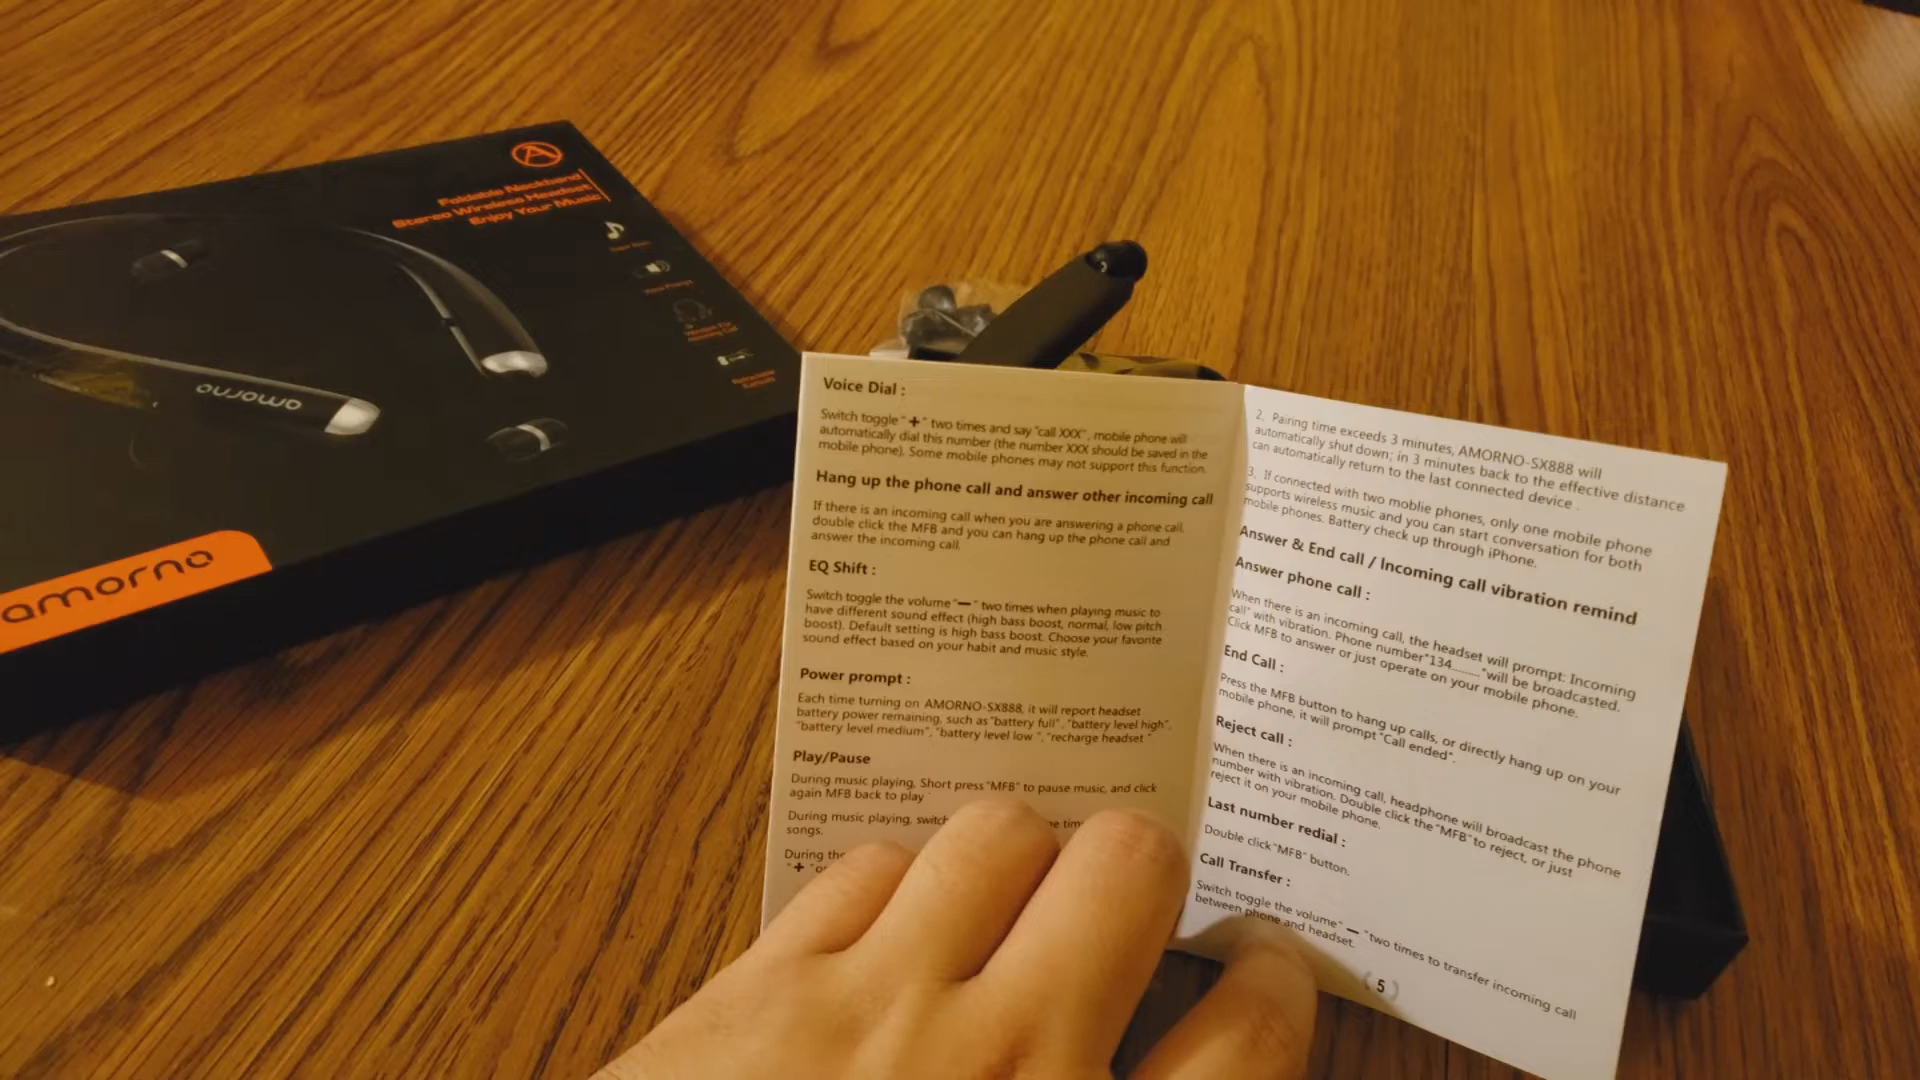 Foldable Neckband
Stereo Wireless Headset
Enjoy Your Music
amorno
amorno
Voice Dial :
Switch toggle "+" two times and say "call XXX", mobile phone will
automatically dial this number (the number XXX should be saved in the
mobile phone). Some mobile phones may not support this function.
Hang up the phone call and answer other incoming call
If there is an incoming call when you are answering a phone call,
double click the MFB and you can hang up the phone call and
answer the incoming call.
EQ Shift :
Switch toggle the volume "—" two times when playing music to
have different sound effect (high bass boost, normal, low pitch
boost). Default setting is high bass boost. Choose your favorite
sound effect based on your habit and music style.
Power prompt :
Each time turning on AMORNO-SX888, it will report headset
battery power remaining, such as "battery full", "battery level high",
"battery level medium", "battery level low ", "recharge headset "
Play/Pause
During music playing, Short press "MFB" to pause music, and click
again MFB back to play
During music playing, switch
songs.
During the
"+"
2. Pairing time exceeds 3 minutes, AMORNO-SX888 will
automatically shut down; in 3 minutes back to the effective distance
can automatically return to the last connected device .
3. If connected with two moblie phones, only one mobile phone
supports wireless music and you can start conversation for both
mobile phones. Battery check up through iPhone.
Answer & End call / Incoming call vibration remind
Answer phone call :
When there is an incoming call, the headset will prompt: Incoming
call" with vibration. Phone number"134........"will be broadcasted.
Click MFB to answer or just operate on your mobile phone.
End Call :
Press the MFB button to hang up calls, or directly hang up on your
mobile phone, it will prompt "Call ended".
Reject call :
When there is an incoming call, headphone will broadcast the phone
number with vibration. Double click the "MFB" to reject, or just
reject it on your mobile phone.
Last number redial :
Double click "MFB" button.
Call Transfer :
Switch toggle the volume" — "two times to transfer incoming call
between phone and headset.
5